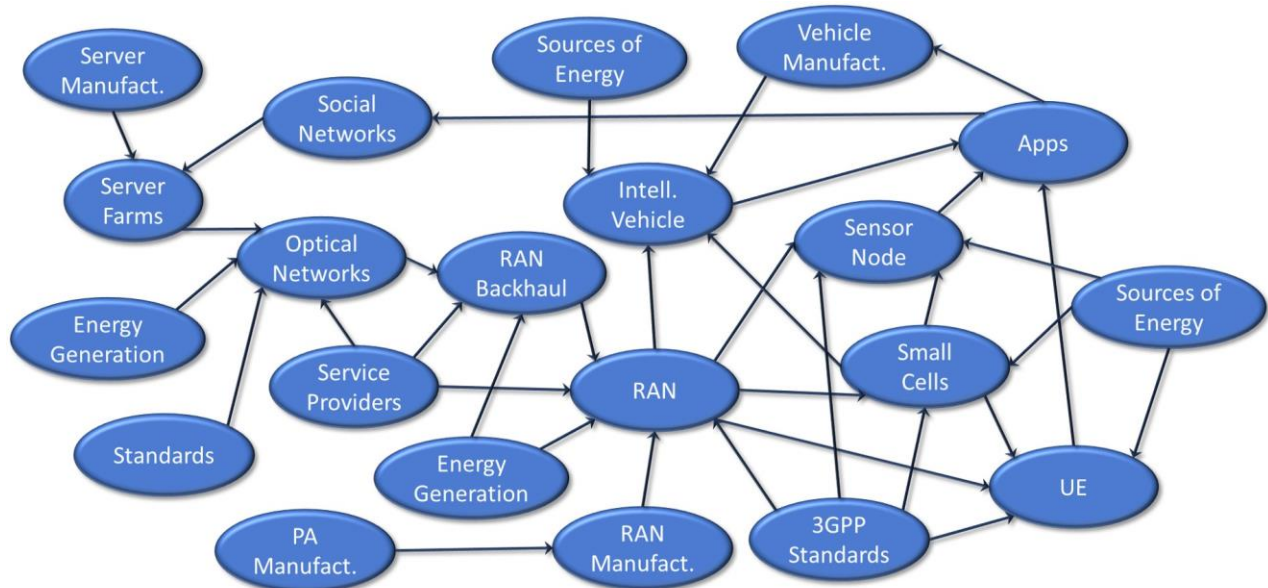 Server
Manufact.
Sources of
Energy
Vehicle
Manufact.
Social
Networks
Apps
Server
Farms
Intell.
Vehicle
Optical
Networks
RAN
Backhaul
Sensor
Node
Energy
Generation
Sources of
Energy
Service
Providers
RAN
Small
Cells
Standards
Energy
Generation
UE
PA
Manufact.
RAN
Manufact.
3GPP
Standards